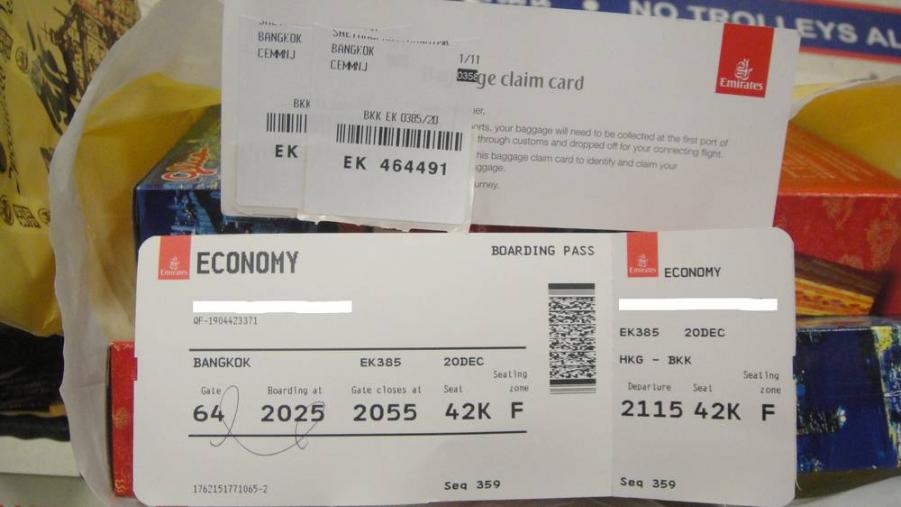 NO TROLLEYS AL
BANGKOK
CEMMNJ
BKK
EK
BANGKOK
CEMMNJ
BKK EK 0385/20
EK 464491
1/11
0358
ge claim card
Emirates
orts, your baggage will need to be collected at the first port of
through customs and dropped off for your connecting flight.
his baggage claim card to identify and claim your
ggage.
urney.
Emirates
ECONOMY
BOARDING PASS
QF-1904423371
BANGKOK EK385 20DEC
Gate Boarding at Gate closes at Seat Seating zone
64 2025 2055 42K F
1762151771065-2
Seq 359
Emirates
ECONOMY
EK385 20DEC
HKG - BKK
Departure Seat Seating zone
2115 42K F
Seq 359